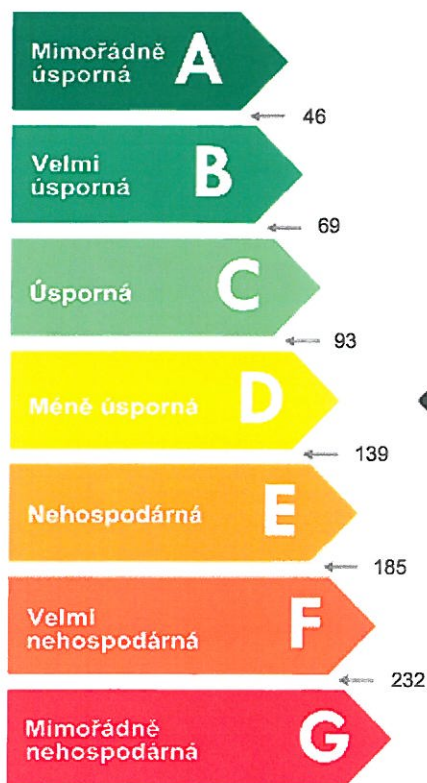 Mimořádně
úsporná A
46
Velmi
úsporná B
69
Úsporná C
93
Méně úsporná D
139
Nehospodárná E
185
Velmi
nehospodárná F
232
Mimořádně
nehospodárná G